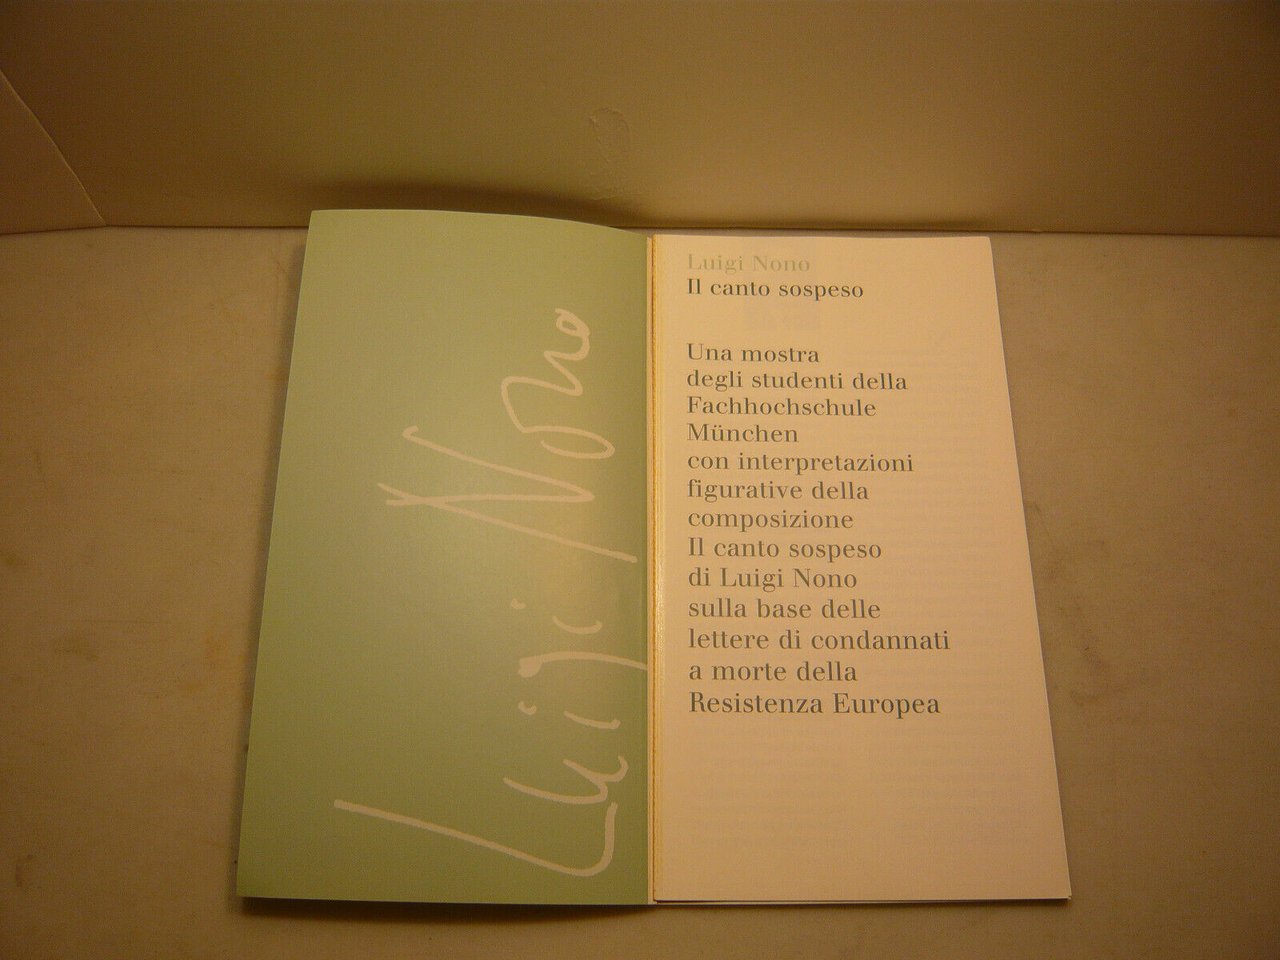 Luigi Nono
Luigi Nono
Il canto sospeso
Una mostra
degli studenti della
Fachhochschule
München
con interpretazioni
figurative della
composizione
Il canto sospeso
di Luigi Nono
sulla base delle
lettere di condannati
a morte della
Resistenza Europea